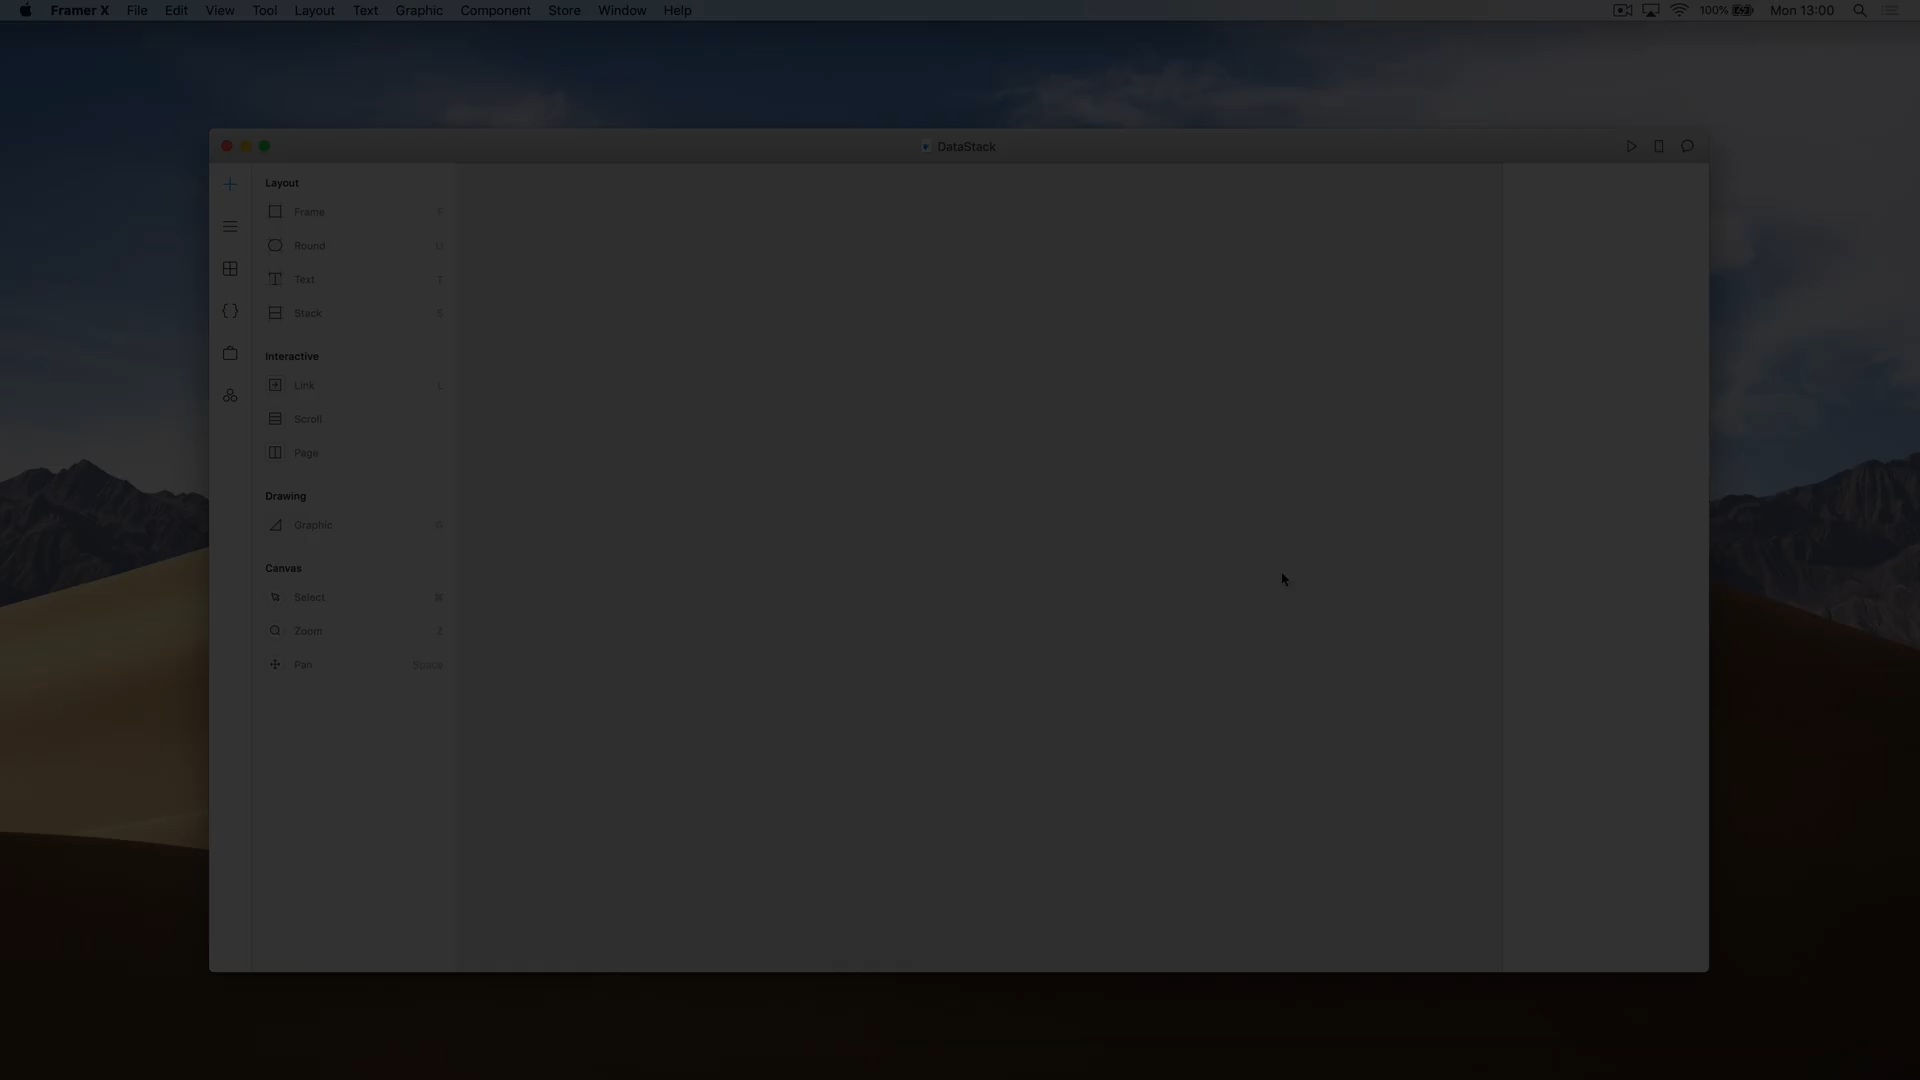 Framer X File Edit View Tool Layout Text Graphic Component Store Window Help 100% Mon 13:00
DataStack
Layout
Frame F
Round U
Text T
Stack S
Interactive
Link L
Scroll
Page
Drawing
Graphic G
Canvas
Select ⌘
Zoom Z
Pan Space